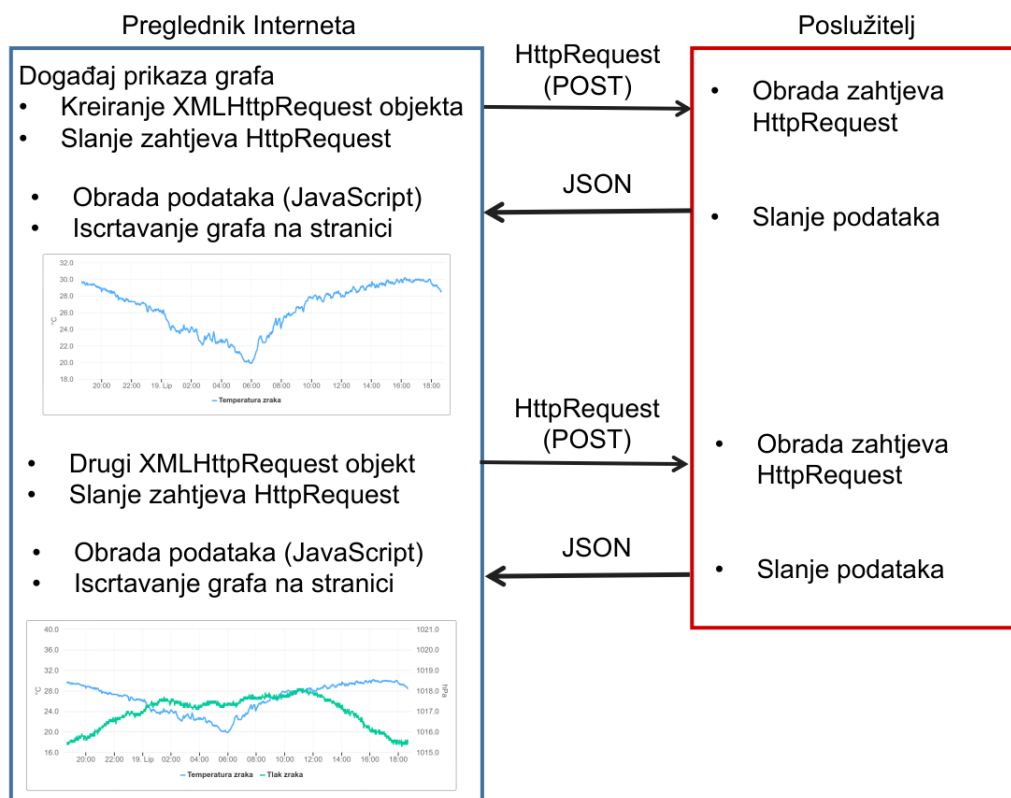 Preglednik Interneta
Poslužitelj
Događaj prikaza grafa
• Kreiranje XMLHttpRequest objekta
• Slanje zahtjeva HttpRequest
• Obrada podataka (JavaScript)
• Iscrtavanje grafa na stranici
32.0
30.0
28.0
26.0
24.0
22.0
20.0
18.0
°C
20:00 22:00 19. Lip 02:00 04:00 06:00 08:00 10:00 12:00 14:00 16:00 18:00
Temperatura zraka
• Drugi XMLHttpRequest objekt
• Slanje zahtjeva HttpRequest
• Obrada podataka (JavaScript)
• Iscrtavanje grafa na stranici
40.0
36.0
32.0
28.0
24.0
20.0
16.0
°C
1021.0
1020.0
1019.0
1018.0
1017.0
1016.0
1015.0
hPa
20:00 22:00 19. Lip 02:00 04:00 06:00 08:00 10:00 12:00 14:00 16:00 18:00
Temperatura zraka Tlak zraka
HttpRequest
(POST)
JSON
HttpRequest
(POST)
JSON
• Obrada zahtjeva
HttpRequest
• Slanje podataka
• Obrada zahtjeva
HttpRequest
• Slanje podataka